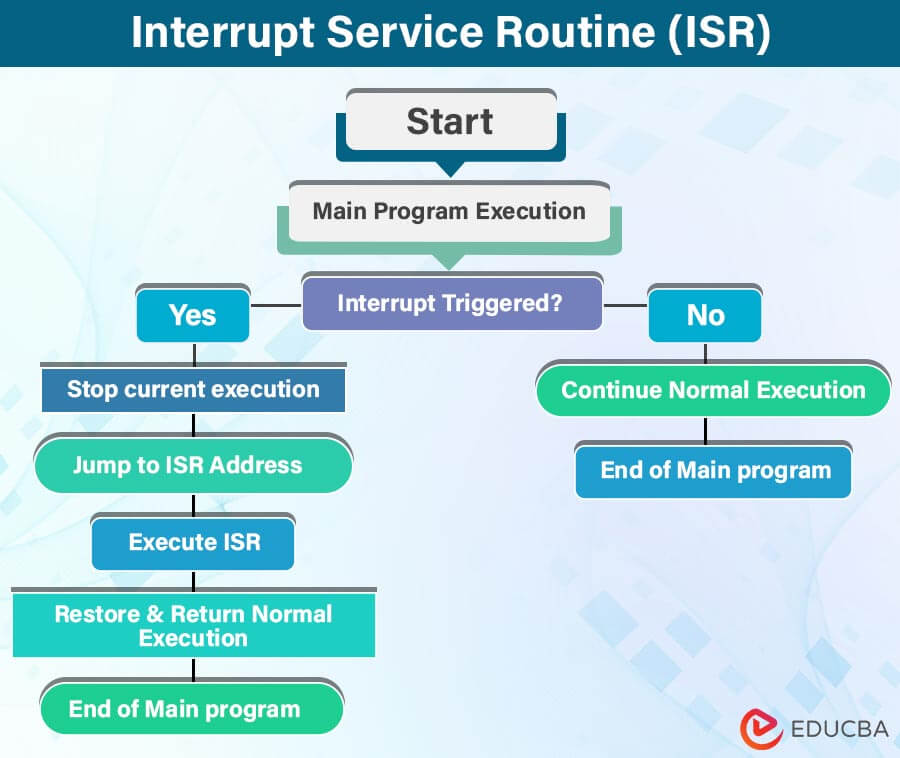 Interrupt Service Routine (ISR)
Start
Main Program Execution
Interrupt Triggered?
Yes
No
Stop current execution
Jump to ISR Address
Execute ISR
Restore & Return Normal
Execution
End of Main program
Continue Normal Execution
End of Main program
EDUCBA